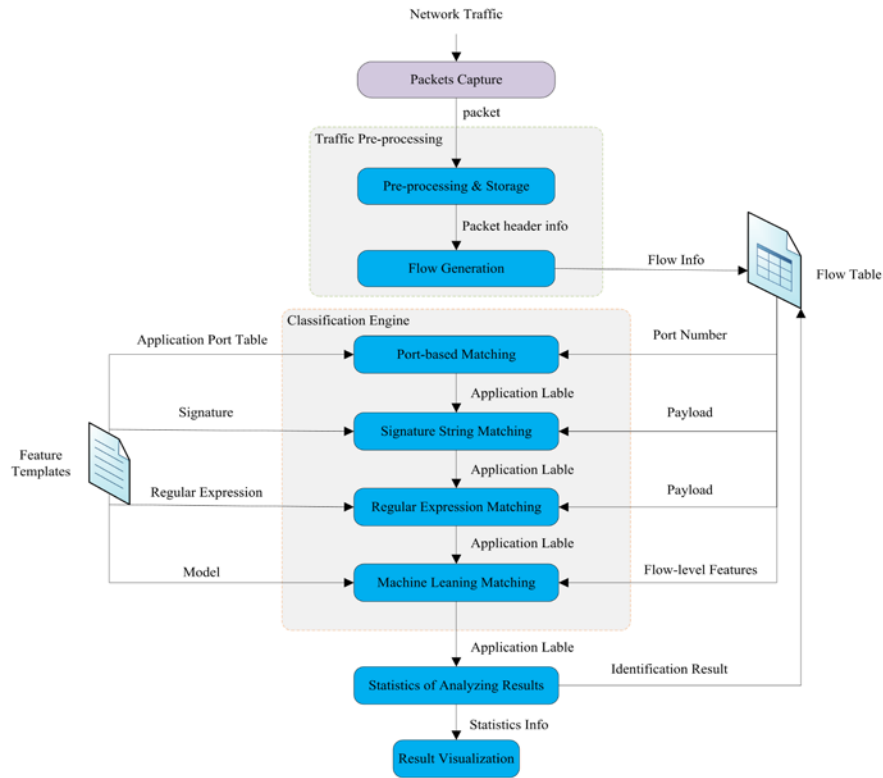 Network Traffic
Packets Capture
packet
Traffic Pre-processing
Pre-processing & Storage
Packet header info
Flow Generation
Flow Info
Flow Table
Classification Engine
Application Port Table
Port-based Matching
Port Number
Application Lable
Signature
Signature String Matching
Payload
Application Lable
Feature
Templates
Regular Expression
Regular Expression Matching
Payload
Application Lable
Model
Machine Leaning Matching
Flow-level Features
Application Lable
Statistics of Analyzing Results
Identification Result
Statistics Info
Result Visualization